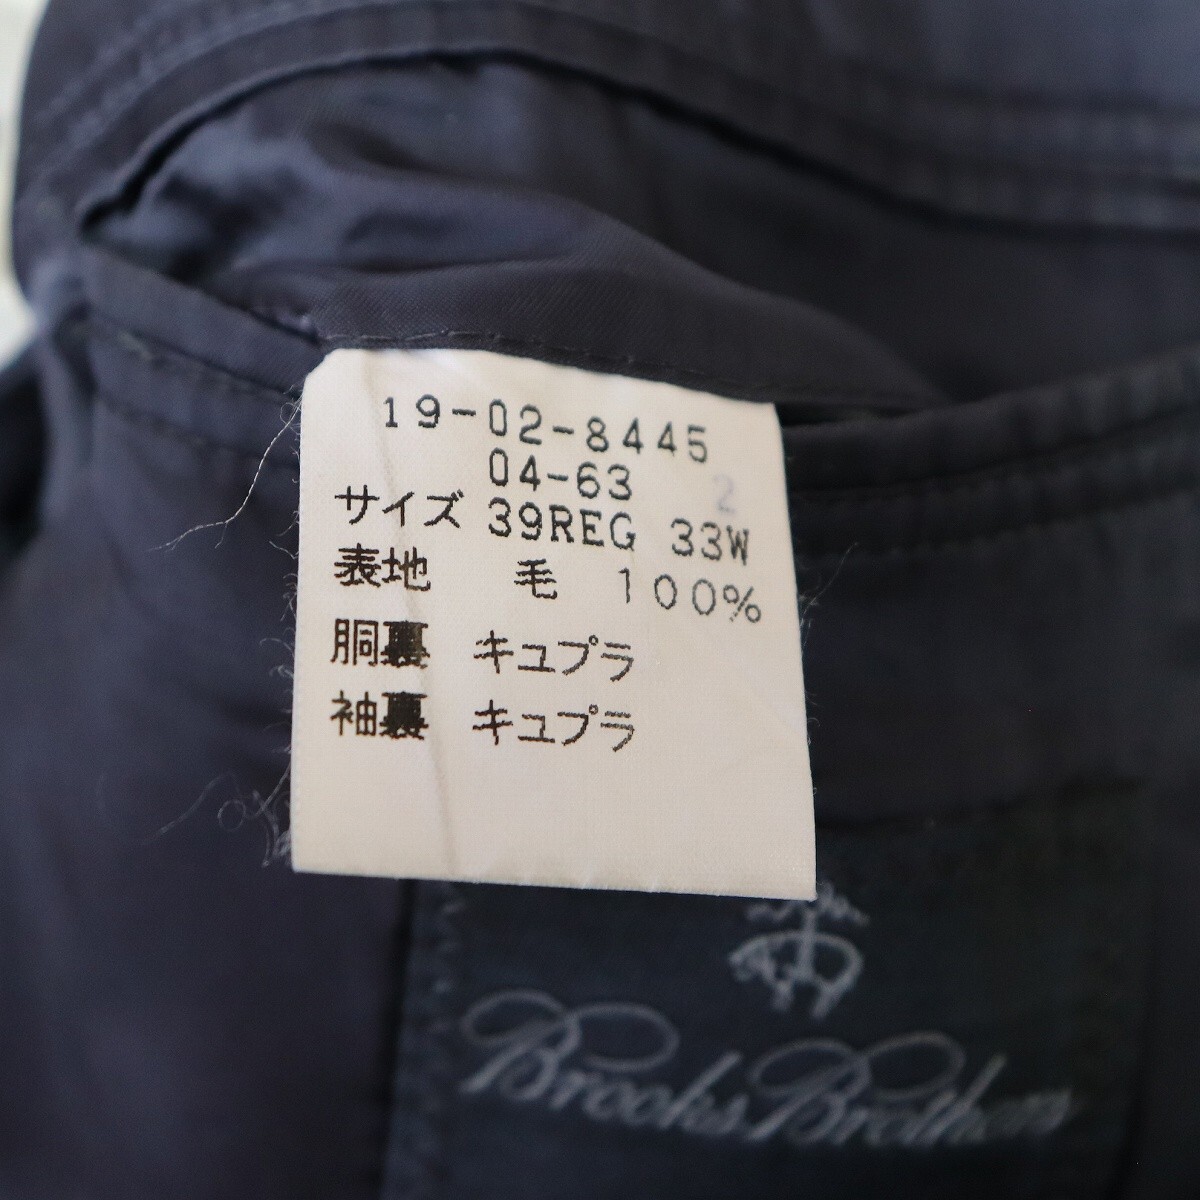 19-02-8445
04-63 2
サイズ 39REG 33W
表地 毛 100%
胴裏 キュプラ
袖裏 キュプラ
Brooks Brothers